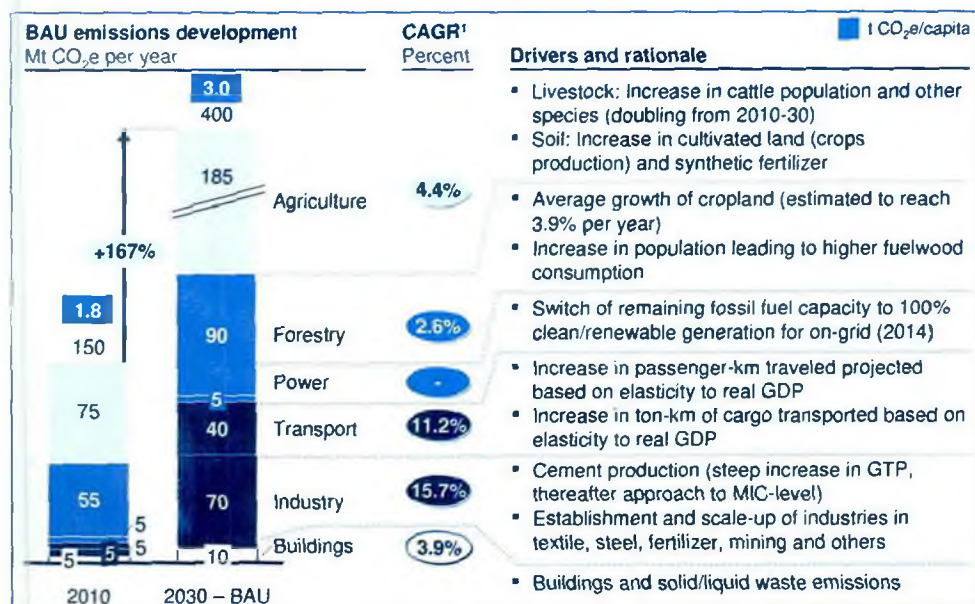 BAU emissions development
Mt CO₂e per year
CAGR¹
Percent
t CO₂e/capita
Drivers and rationale
3.0
400
185
Agriculture
4.4%
• Livestock: Increase in cattle population and other
species (doubling from 2010-30)
• Soil: Increase in cultivated land (crops
production) and synthetic fertilizer
+167%
1.8
150
90
Forestry
2.6%
• Average growth of cropland (estimated to reach
3.9% per year)
• Increase in population leading to higher fuelwood
consumption
5
Power
-
• Switch of remaining fossil fuel capacity to 100%
clean/renewable generation for on-grid (2014)
75
40
Transport
11.2%
• Increase in passenger-km traveled projected
based on elasticity to real GDP
• Increase in ton-km of cargo transported based on
elasticity to real GDP
55
70
Industry
15.7%
• Cement production (steep increase in GTP,
thereafter approach to MIC-level)
• Establishment and scale-up of industries in
textile, steel, fertilizer, mining and others
5
5
5
5
10
Buildings
3.9%
• Buildings and solid/liquid waste emissions
2010
2030 – BAU